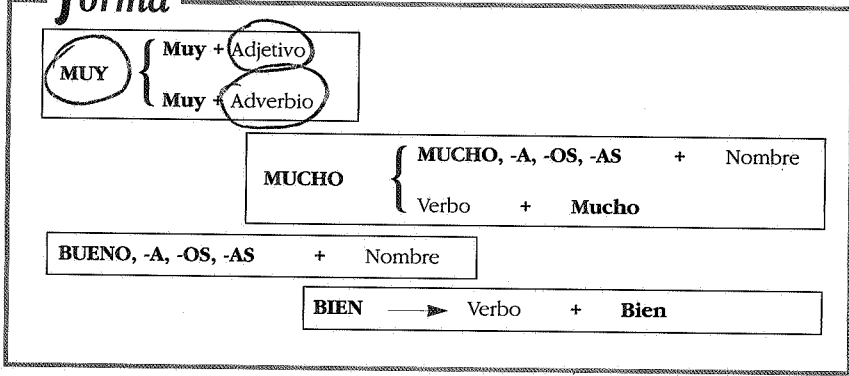 forma
MUY
Muy + Adjetivo
Muy + Adverbio
MUCHO
MUCHO, -A, -OS, -AS + Nombre
Verbo + Mucho
BUENO, -A, -OS, -AS + Nombre
BIEN → Verbo + Bien